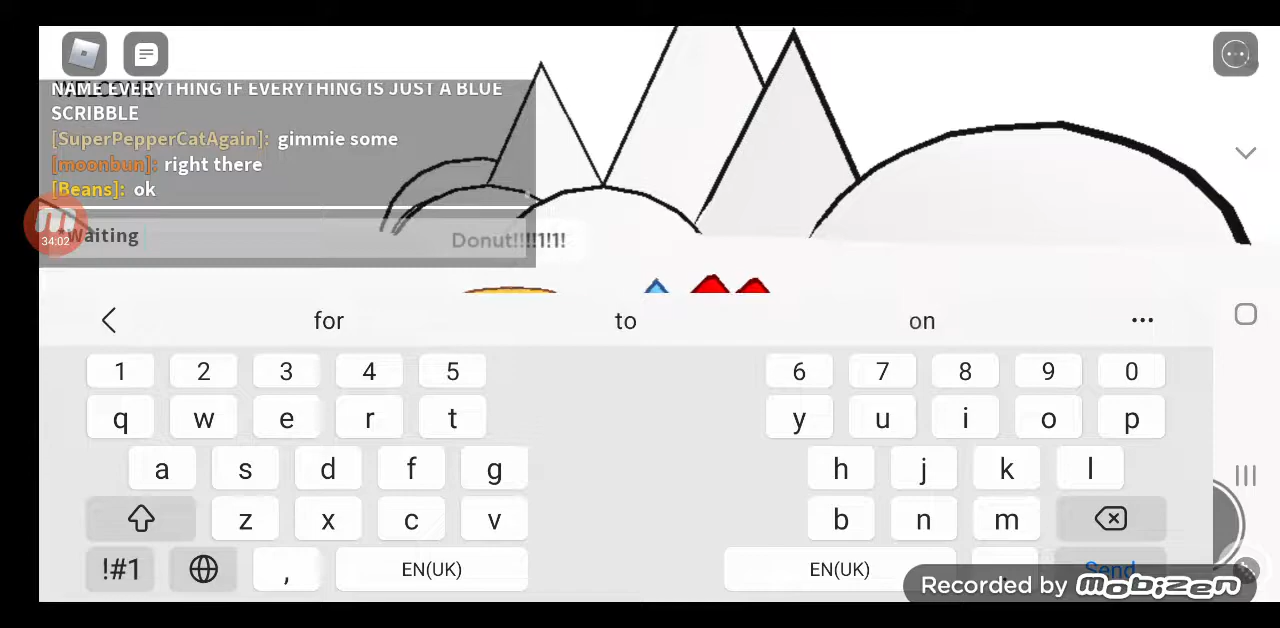 WELCOME
NAME EVERYTHING IF EVERYTHING IS JUST A BLUE
SCRIBBLE
[SuperPepperCatAgain]: gimmie some
[moonbun]: right there
[Beans]: ok
34:02
Waiting
Donut!!!!1!1!
for to on
1 2 3 4 5 6 7 8 9 0
q w e r t y u i o p
a s d f g h j k l
z x c v b n m
!#1 , EN(UK) EN(UK) . Send
Recorded by mobizen